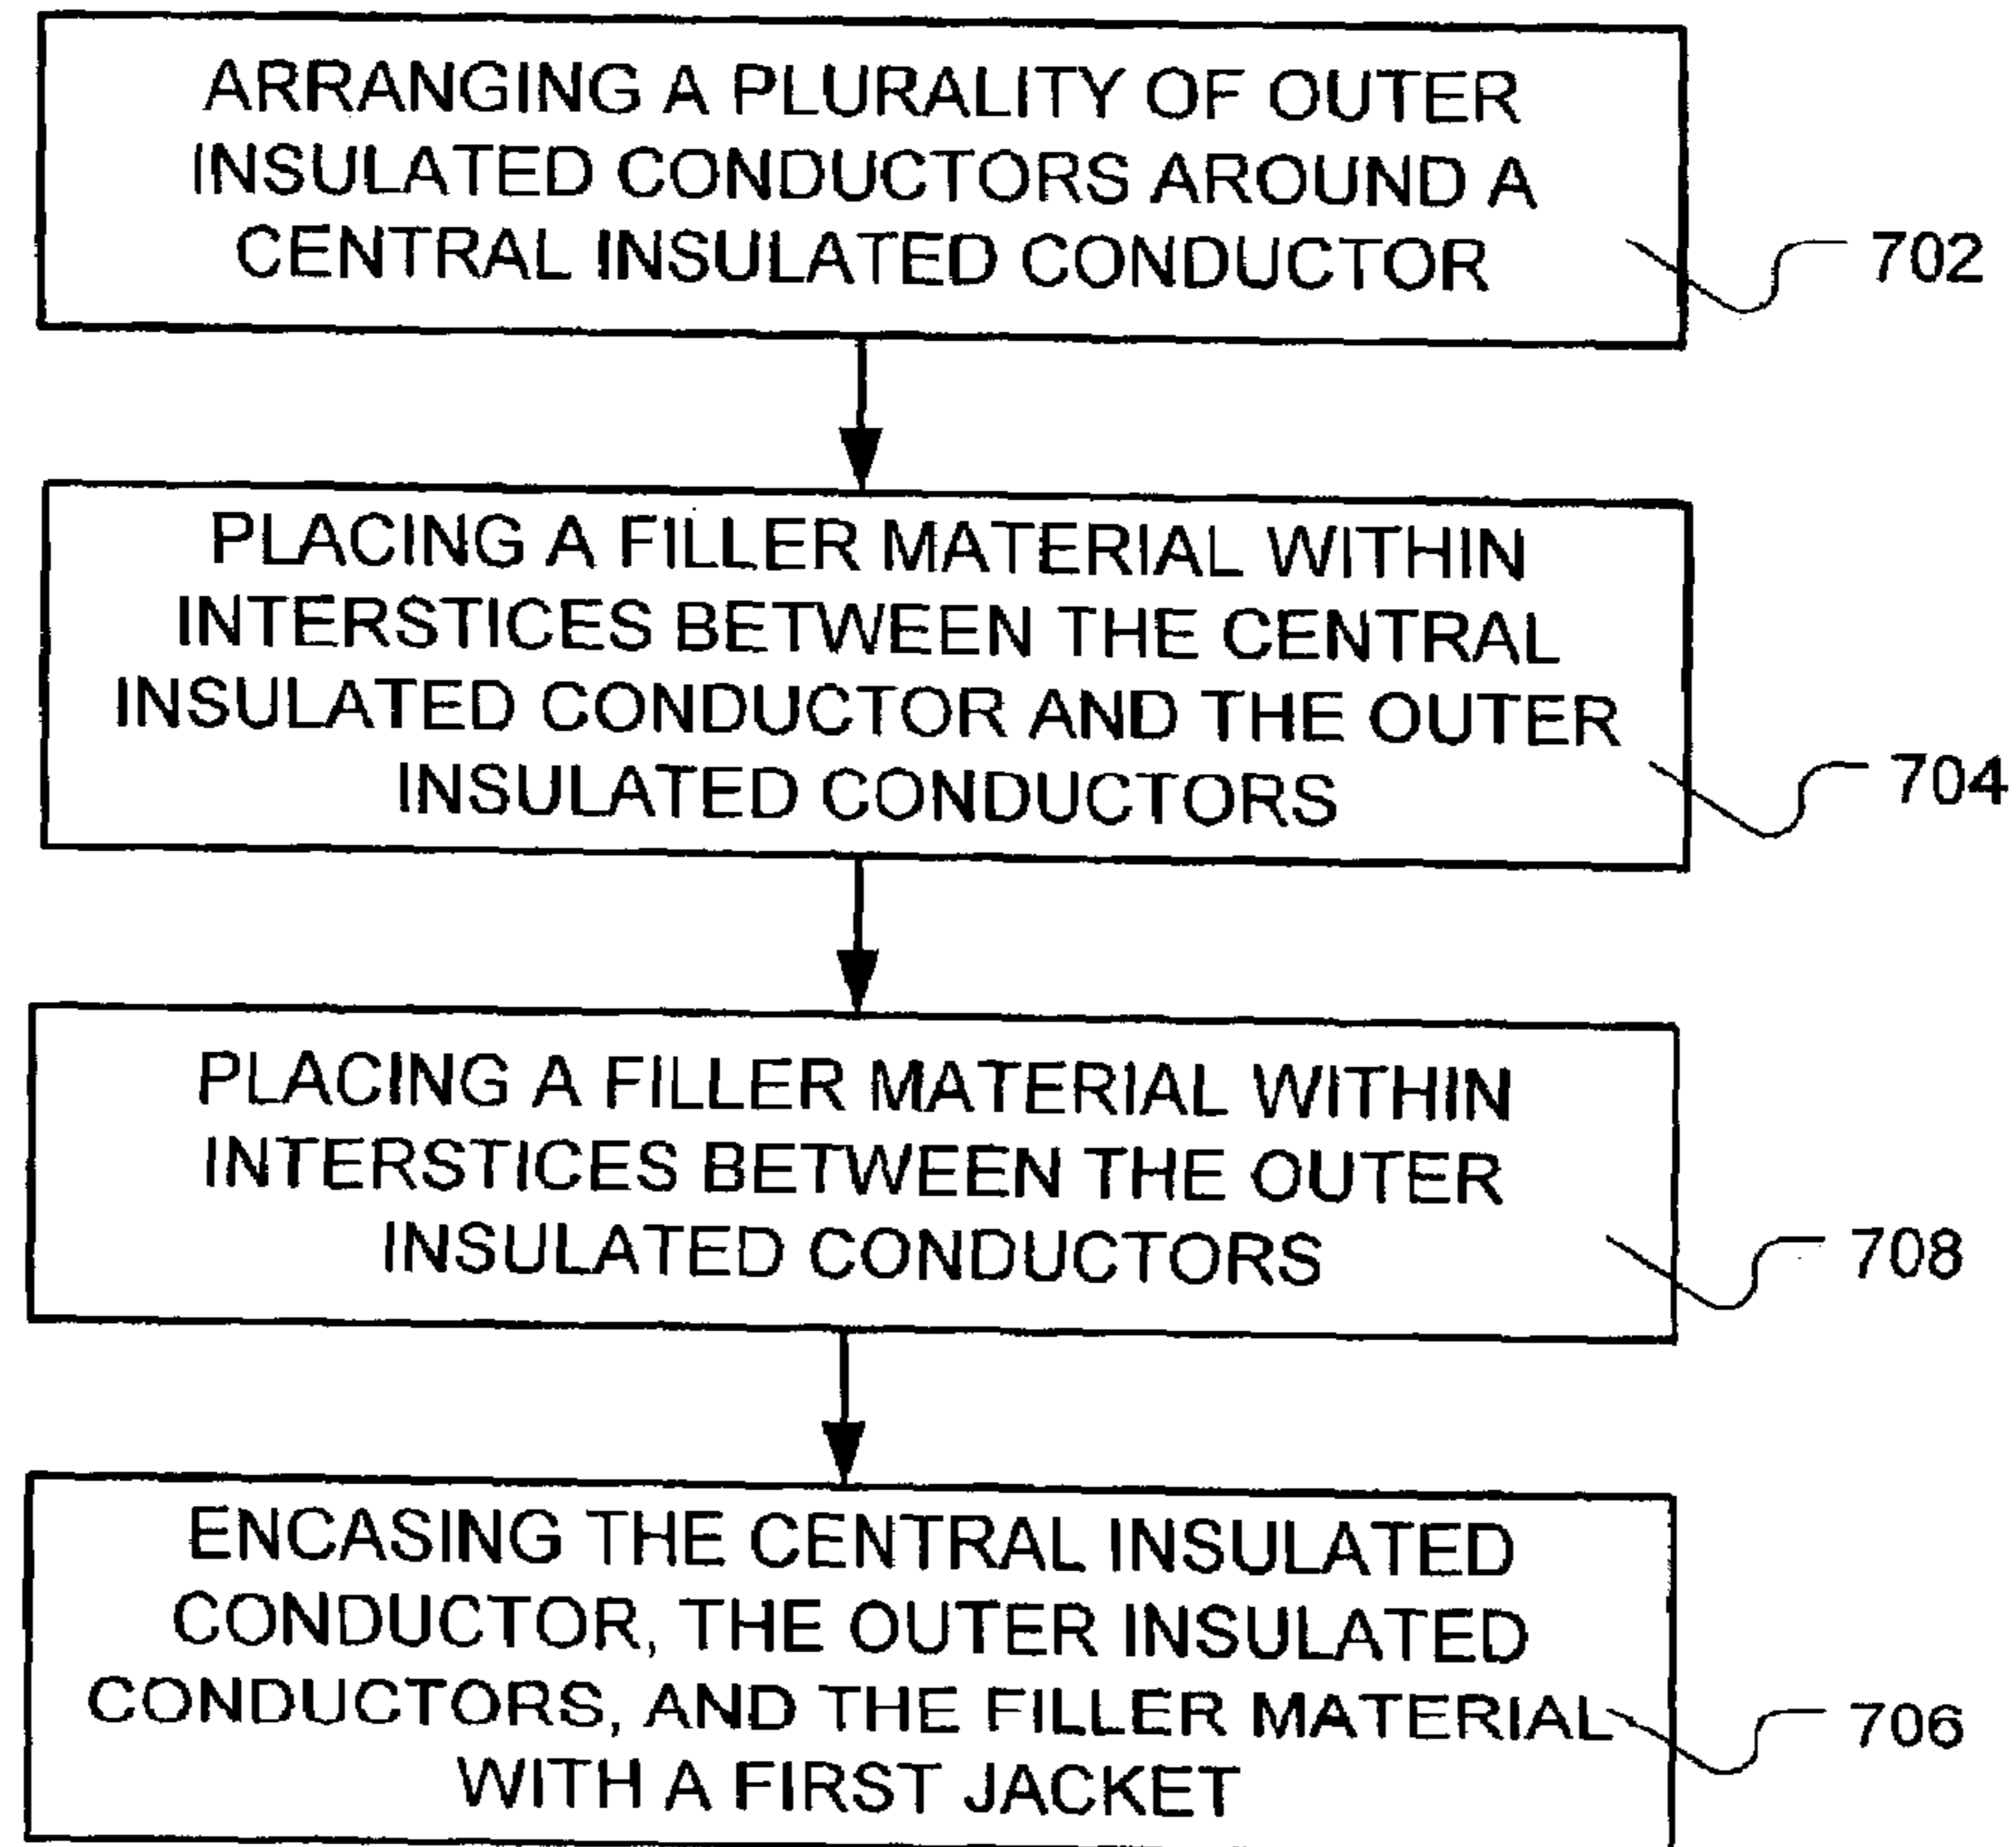 ARRANGING A PLURALITY OF OUTER
INSULATED CONDUCTORS AROUND A
CENTRAL INSULATED CONDUCTOR
702
PLACING A FILLER MATERIAL WITHIN
INTERSTICES BETWEEN THE CENTRAL
INSULATED CONDUCTOR AND THE OUTER
INSULATED CONDUCTORS
704
PLACING A FILLER MATERIAL WITHIN
INTERSTICES BETWEEN THE OUTER
INSULATED CONDUCTORS
708
ENCASING THE CENTRAL INSULATED
CONDUCTOR, THE OUTER INSULATED
CONDUCTORS, AND THE FILLER MATERIAL
WITH A FIRST JACKET
706